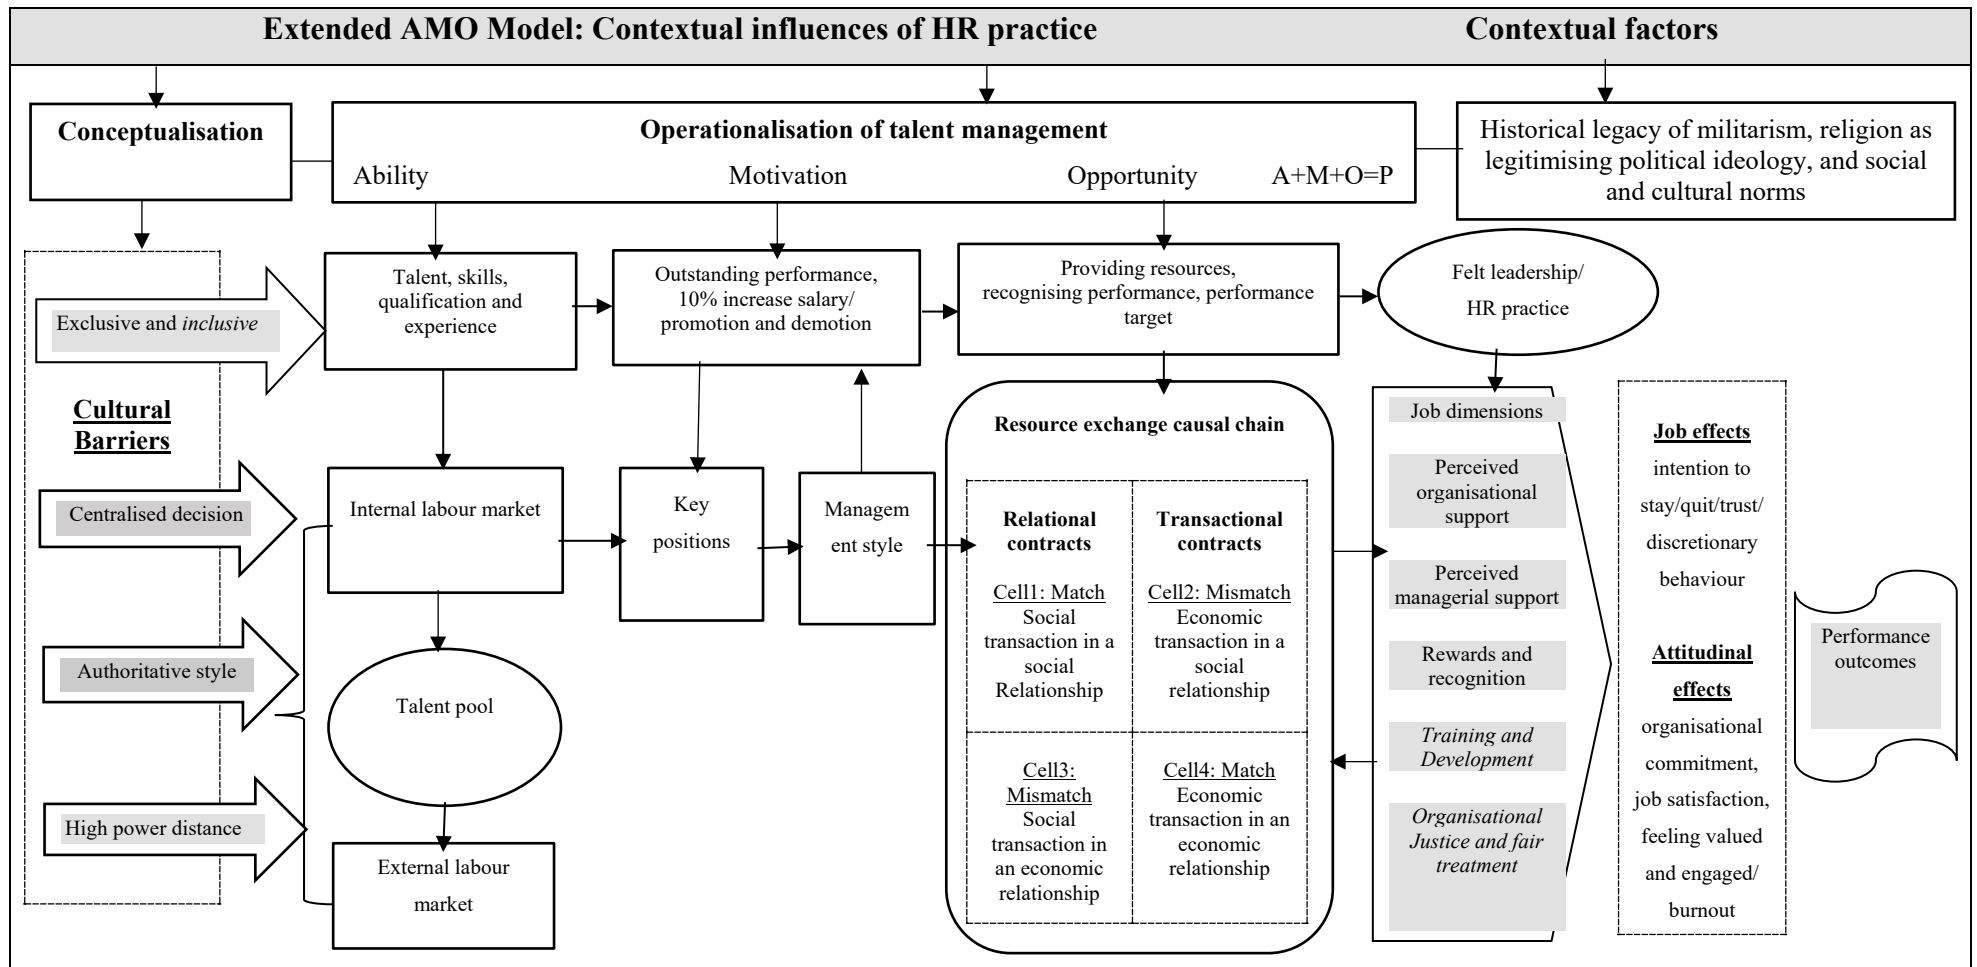 Extended AMO Model: Contextual influences of HR practice
Contextual factors
Conceptualisation
Operationalisation of talent management
Ability
Motivation
Opportunity
A+M+O=P
Historical legacy of militarism, religion as
legitimising political ideology, and social
and cultural norms
Exclusive and inclusive
Cultural
Barriers
Centralised decision
Authoritative style
High power distance
Talent, skills,
qualification and
experience
Outstanding performance,
10% increase salary/
promotion and demotion
Providing resources,
recognising performance, performance
target
Felt leadership/
HR practice
Internal labour market
Key
positions
Managem
ent style
Talent pool
External labour
market
Resource exchange causal chain
Relational
contracts
Cell1: Match
Social
transaction in a
social
Relationship
Transactional
contracts
Cell2: Mismatch
Economic
transaction in a
social
relationship
Cell3:
Mismatch
Social
transaction in
an economic
relationship
Cell4: Match
Economic
transaction in an
economic
relationship
Job dimensions
Perceived
organisational
support
Perceived
managerial support
Rewards and
recognition
Training and
Development
Organisational
Justice and fair
treatment
Job effects
intention to
stay/quit/trust/
discretionary
behaviour
Attitudinal
effects
organisational
commitment,
job satisfaction,
feeling valued
and engaged/
burnout
Performance
outcomes